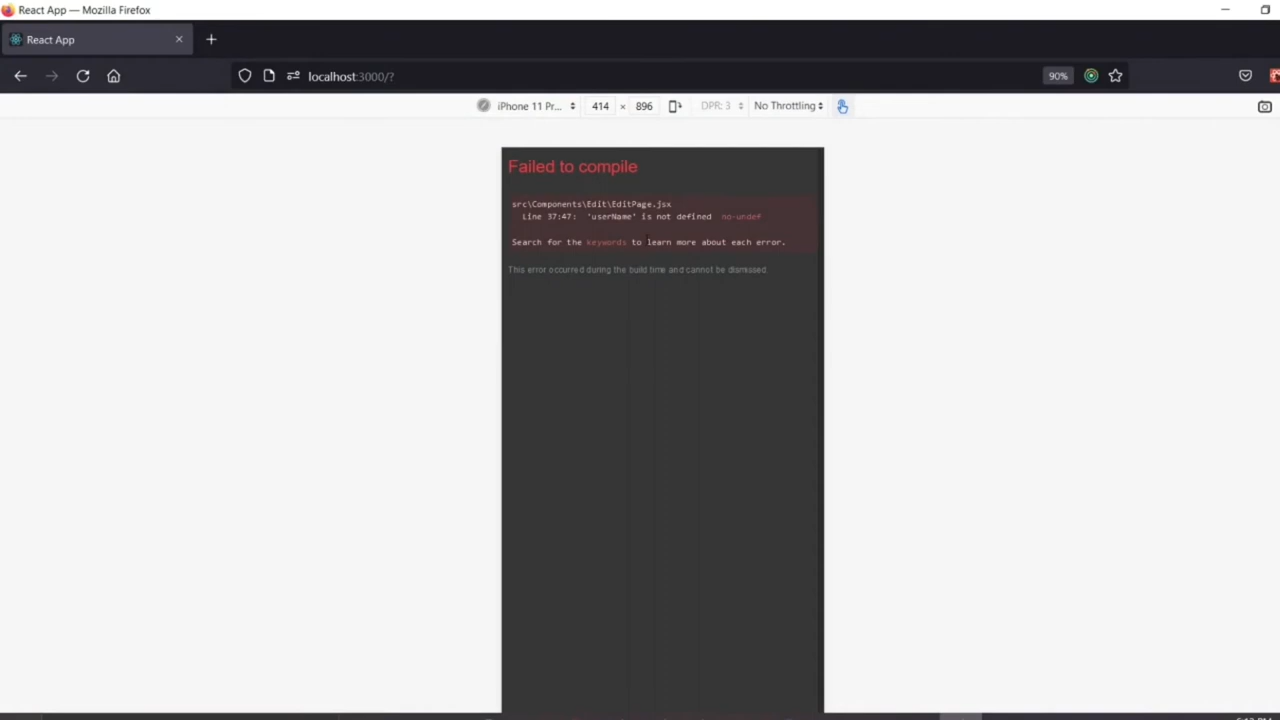 React App — Mozilla Firefox
React App
localhost:3000/?
90%
iPhone 11 Pr... 414 × 896 DPR: 3 No Throttling
Failed to compile
src\Components\Edit\EditPage.jsx
Line 37:47: 'userName' is not defined no-undef
Search for the keywords to learn more about each error.
This error occurred during the build time and cannot be dismissed.